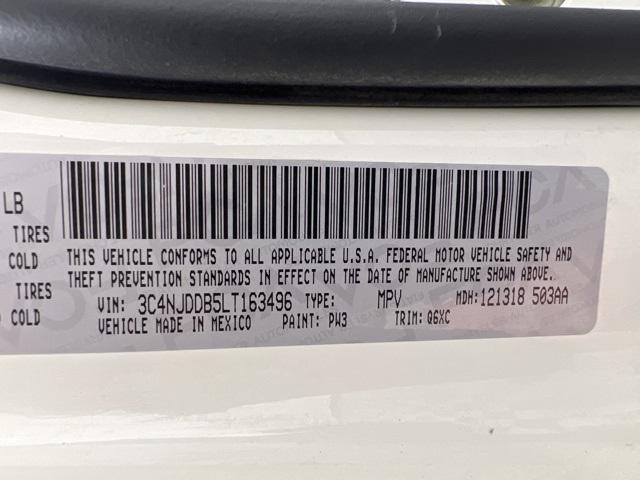 LB
TIRES
COLD
TIRES
COLD
THIS VEHICLE CONFORMS TO ALL APPLICABLE U.S.A. FEDERAL MOTOR VEHICLE SAFETY AND
THEFT PREVENTION STANDARDS IN EFFECT ON THE DATE OF MANUFACTURE SHOWN ABOVE.
VIN: 3C4NJDDB5LT163496 TYPE: MPV MDH:121318 503AA
VEHICLE MADE IN MEXICO PAINT: PW3 TRIM: Q6XC